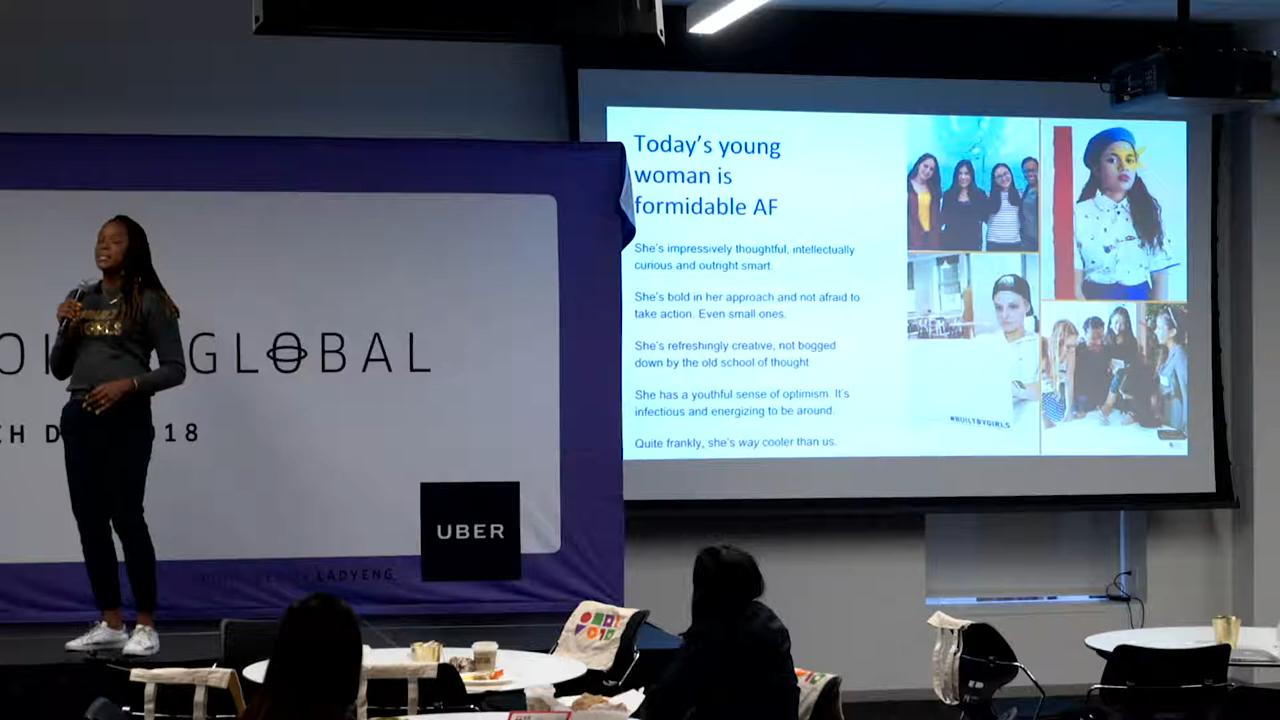 Today's young
woman is
formidable AF
She's impressively thoughtful, intellectually
curious and outright smart.
She's bold in her approach and not afraid to
take action. Even small ones.
She's refreshingly creative, not bogged
down by the old school of thought
She has a youthful sense of optimism. It's
infectious and energizing to be around.
Quite frankly, she's way cooler than us.
#BUILTBYGIRLS
GIRLS
GLOBAL
18
UBER
LADYENG